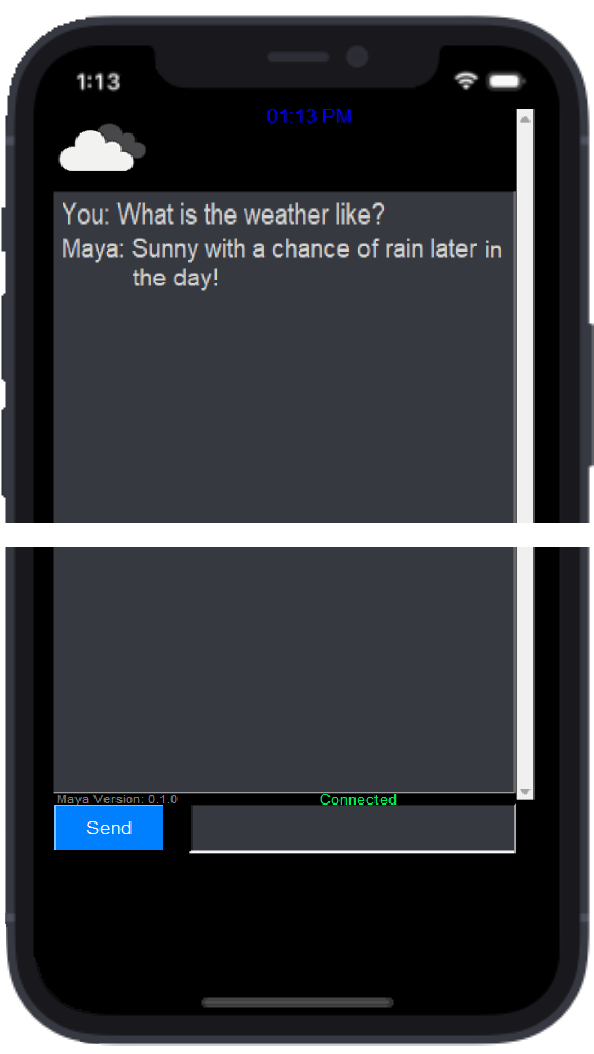 1:13
01:13 PM
You: What is the weather like?
Maya: Sunny with a chance of rain later in
the day!
Maya Version: 0.1.0
Connected
Send